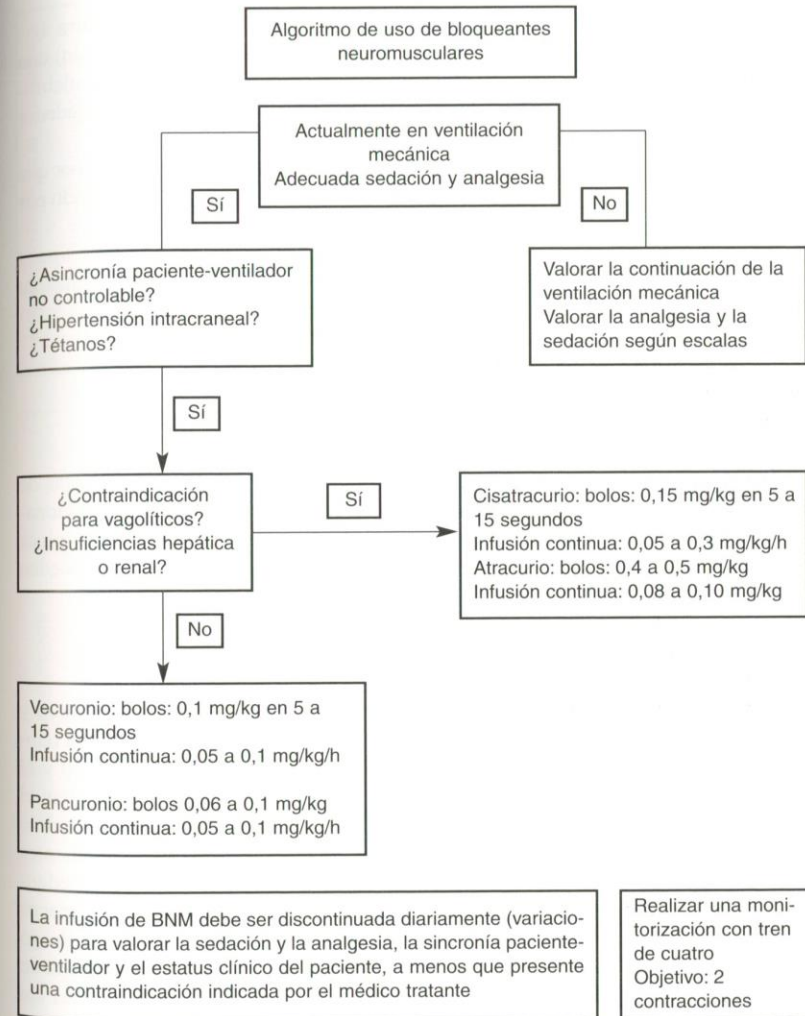 Algoritmo de uso de bloqueantes
neuromusculares
Actualmente en ventilación
mecánica
Adecuada sedación y analgesia
Sí
No
¿Asincronía paciente-ventilador
no controlable?
¿Hipertensión intracraneal?
¿Tétanos?
Valorar la continuación de la
ventilación mecánica
Valorar la analgesia y la
sedación según escalas
Sí
¿Contraindicación
para vagolíticos?
¿Insuficiencias hepática
o renal?
Sí
Cisatracurio: bolos: 0,15 mg/kg en 5 a
15 segundos
Infusión continua: 0,05 a 0,3 mg/kg/h
Atracurio: bolos: 0,4 a 0,5 mg/kg
Infusión continua: 0,08 a 0,10 mg/kg
No
Vecuronio: bolos: 0,1 mg/kg en 5 a
15 segundos
Infusión continua: 0,05 a 0,1 mg/kg/h
Pancuronio: bolos 0,06 a 0,1 mg/kg
Infusión continua: 0,05 a 0,1 mg/kg/h
La infusión de BNM debe ser discontinuada diariamente (variacio-
nes) para valorar la sedación y la analgesia, la sincronía paciente-
ventilador y el estatus clínico del paciente, a menos que presente
una contraindicación indicada por el médico tratante
Realizar una moni-
torización con tren
de cuatro
Objetivo: 2
contracciones